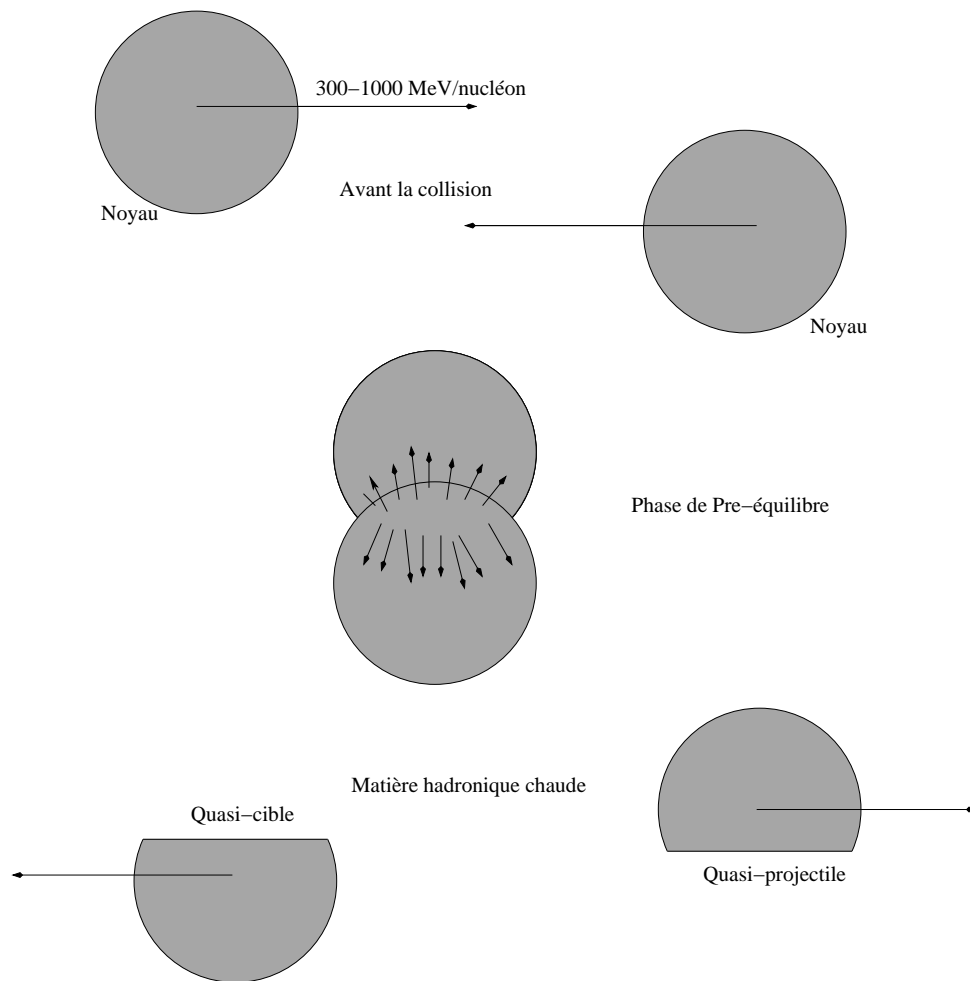 300−1000 MeV/nucléon
Avant la collision
Noyau
Noyau
Phase de Pre−équilibre
Matière hadronique chaude
Quasi−cible
Quasi−projectile